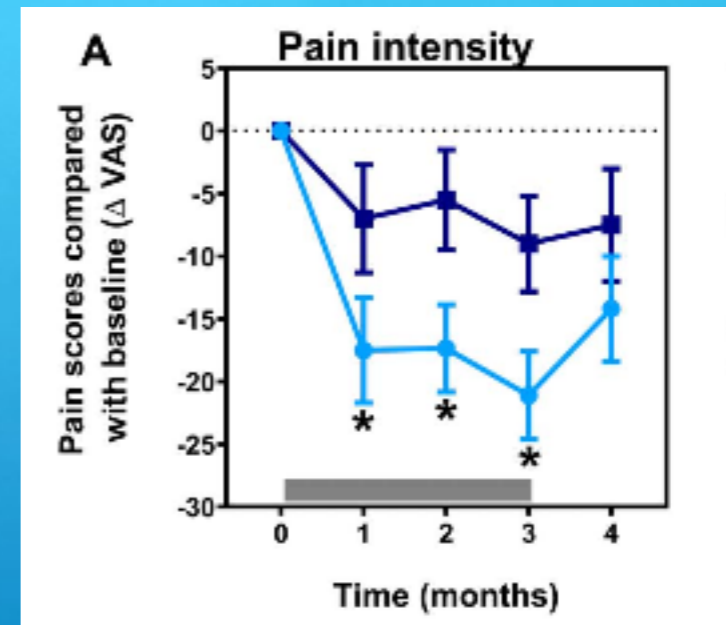 A
Pain intensity
Pain scores compared
with baseline (Δ VAS)
5
0
-5
-10
-15
-20
-25
-30
* * *
0 1 2 3 4
Time (months)